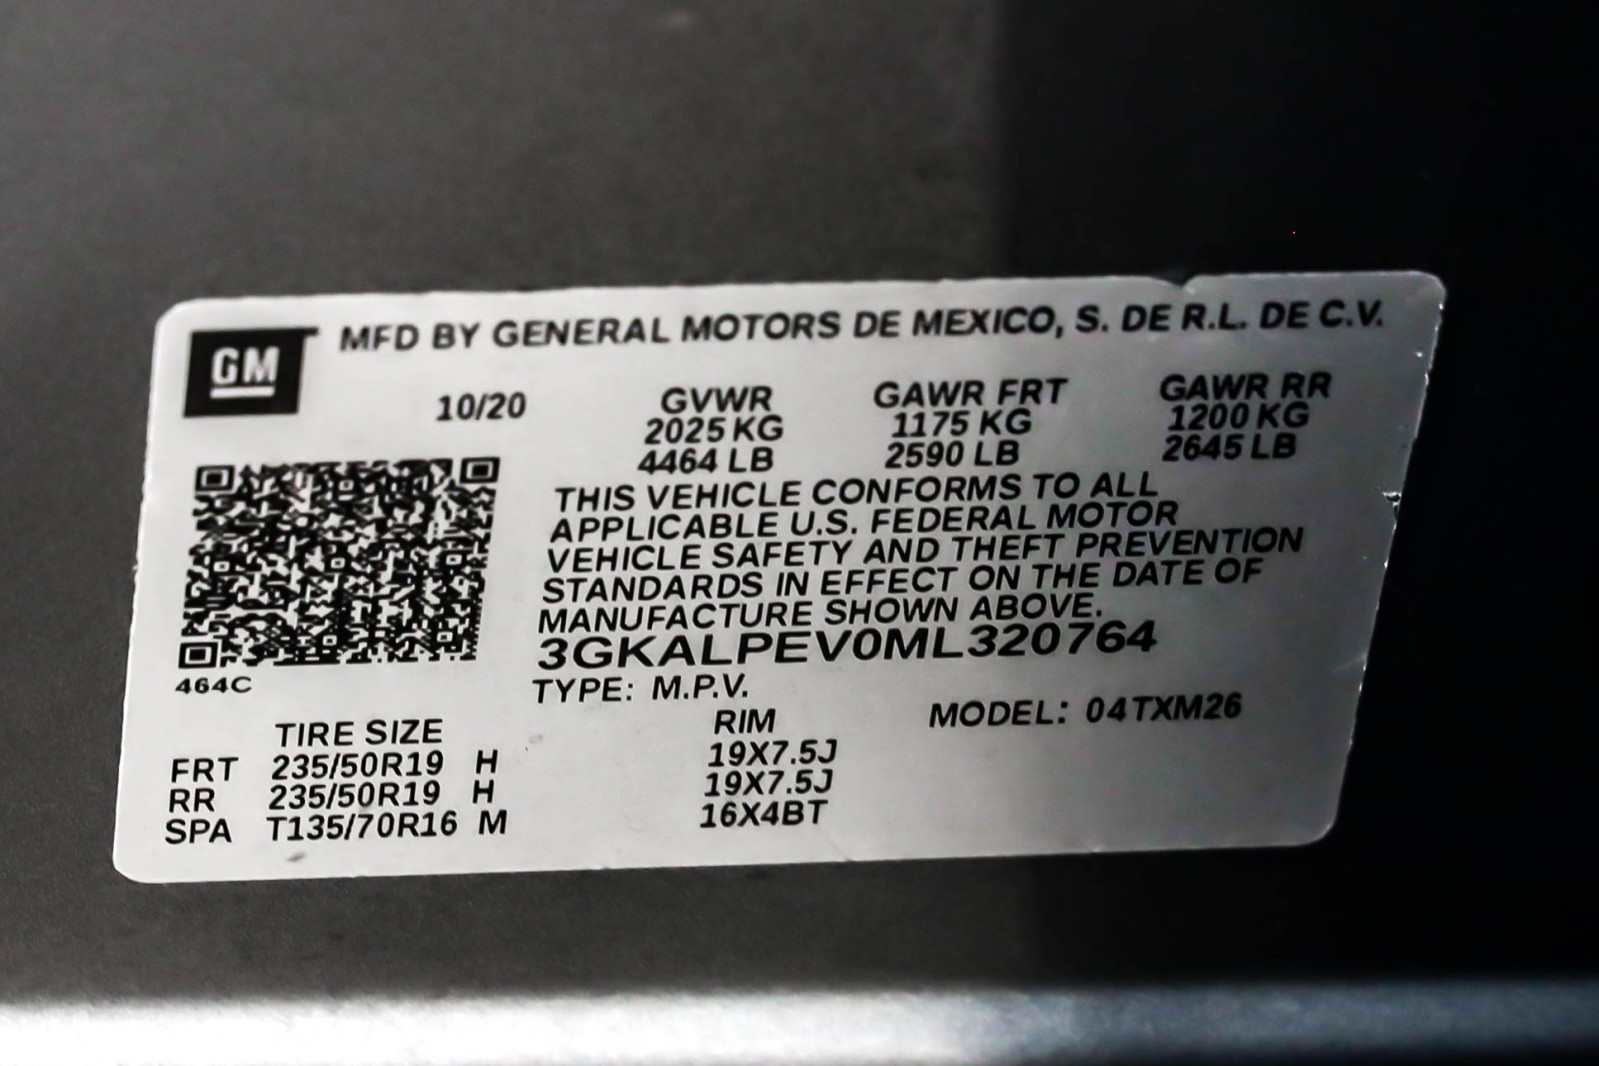 GM MFD BY GENERAL MOTORS DE MEXICO, S. DE R.L. DE C.V.
10/20 GVWR GAWR FRT GAWR RR
2025 KG 1175 KG 1200 KG
4464 LB 2590 LB 2645 LB
THIS VEHICLE CONFORMS TO ALL
APPLICABLE U.S. FEDERAL MOTOR
VEHICLE SAFETY AND THEFT PREVENTION
STANDARDS IN EFFECT ON THE DATE OF
MANUFACTURE SHOWN ABOVE.
3GKALPEV0ML320764
464C
TYPE: M.P.V.
TIRE SIZE RIM MODEL: 04TXM26
FRT 235/50R19 H 19X7.5J
RR 235/50R19 H 19X7.5J
SPA T135/70R16 M 16X4BT